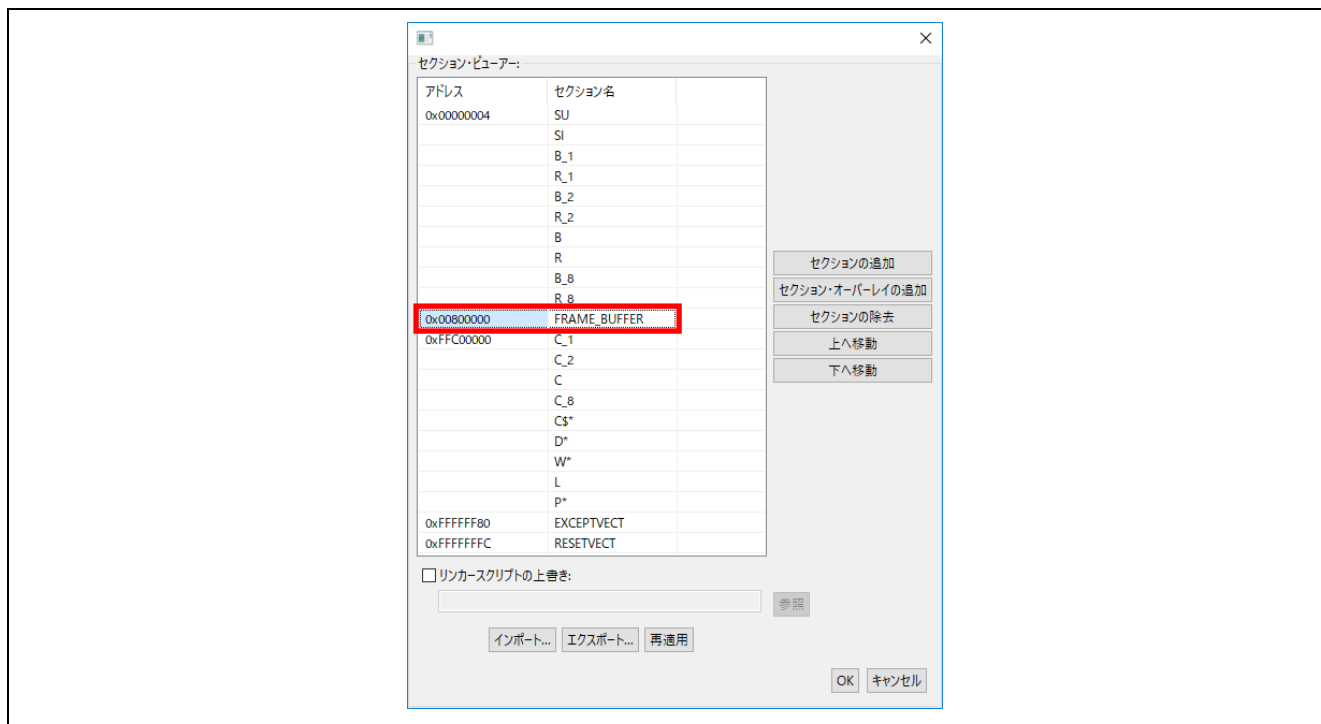 セクション・ビューアー:
アドレス セクション名
0x00000004 SU
SI
B_1
R_1
B_2
R_2
B
R
B_8
R_8
0x00800000 FRAME_BUFFER
0xFFC00000 C_1
C_2
C
C_8
C$*
D*
W*
L
P*
0xFFFFFF80 EXCEPTVECT
0xFFFFFFFC RESETVECT
セクションの追加
セクション・オーバーレイの追加
セクションの除去
上へ移動
下へ移動
リンカースクリプトの上書き:
参照
インポート... エクスポート... 再適用
OK キャンセル